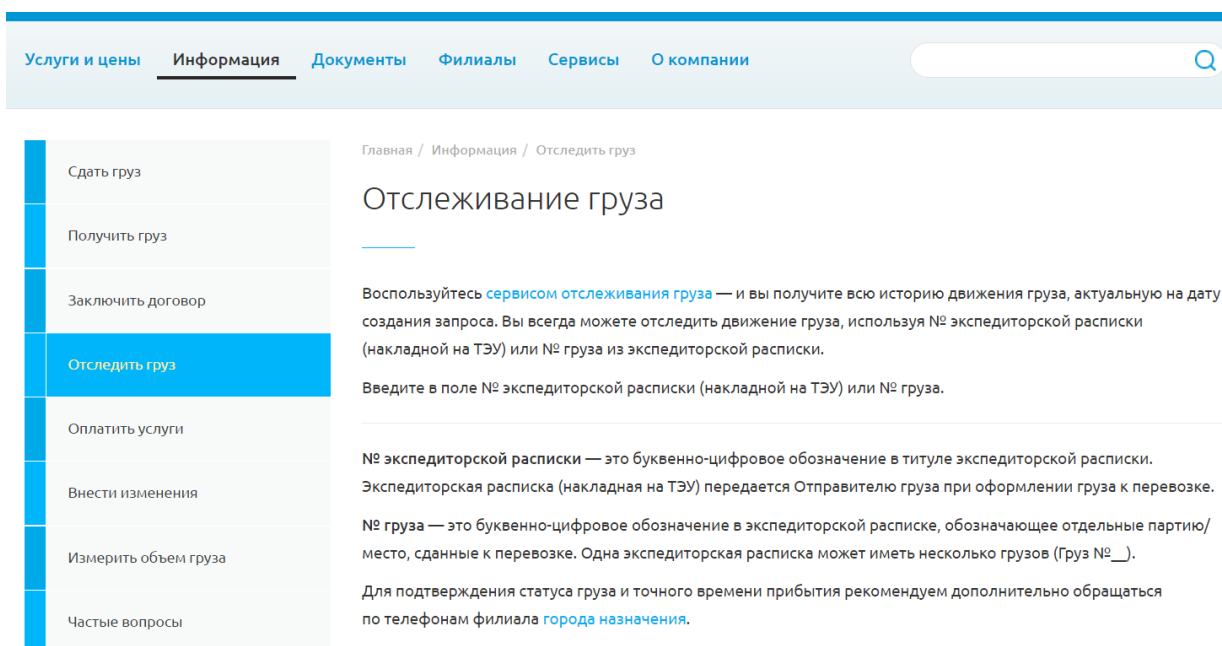 Услуги и цены Информация Документы Филиалы Сервисы О компании
Сдать груз
Получить груз
Заключить договор
Отследить груз
Оплатить услуги
Внести изменения
Измерить объем груза
Частые вопросы
Главная / Информация / Отследить груз
Отслеживание груза
Воспользуйтесь сервисом отслеживания груза — и вы получите всю историю движения груза, актуальную на дату
создания запроса. Вы всегда можете отследить движение груза, используя № экспедиторской расписки
(накладной на ТЭУ) или № груза из экспедиторской расписки.
Введите в поле № экспедиторской расписки (накладной на ТЭУ) или № груза.
№ экспедиторской расписки — это буквенно-цифровое обозначение в титуле экспедиторской расписки.
Экспедиторская расписка (накладная на ТЭУ) передается Отправителю груза при оформлении груза к перевозке.
№ груза — это буквенно-цифровое обозначение в экспедиторской расписке, обозначающее отдельные партию/
место, сданные к перевозке. Одна экспедиторская расписка может иметь несколько грузов (Груз №__).
Для подтверждения статуса груза и точного времени прибытия рекомендуем дополнительно обращаться
по телефонам филиала города назначения.